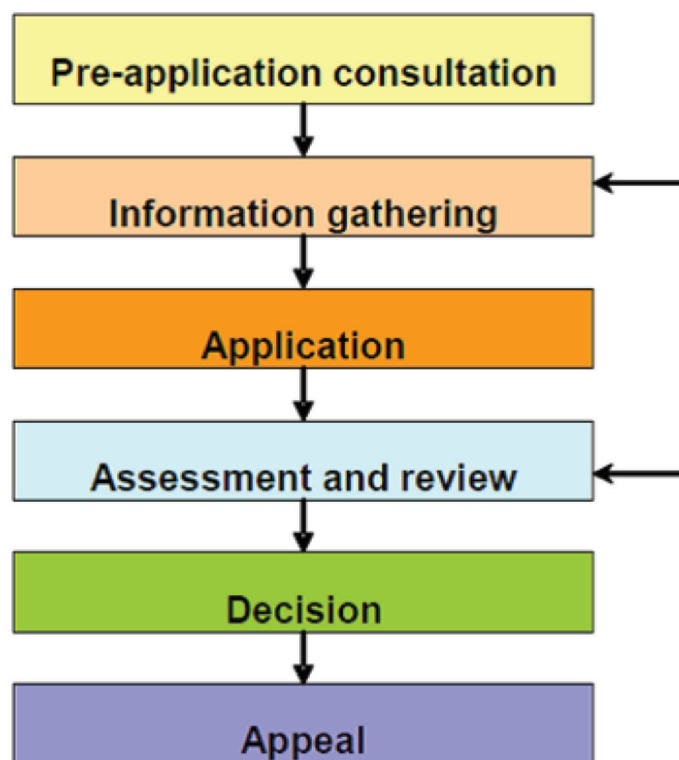 Pre-application consultation
Information gathering
Application
Assessment and review
Decision
Appeal